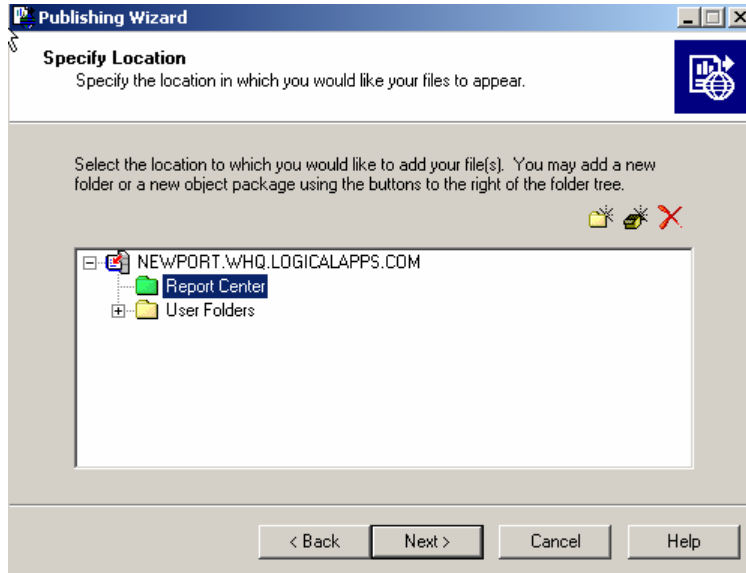 Publishing Wizard
Specify Location
Specify the location in which you would like your files to appear.
Select the location to which you would like to add your file(s). You may add a new
folder or a new object package using the buttons to the right of the folder tree.
NEWPORT.WHQ.LOGICALAPPS.COM
Report Center
User Folders
< Back Next > Cancel Help